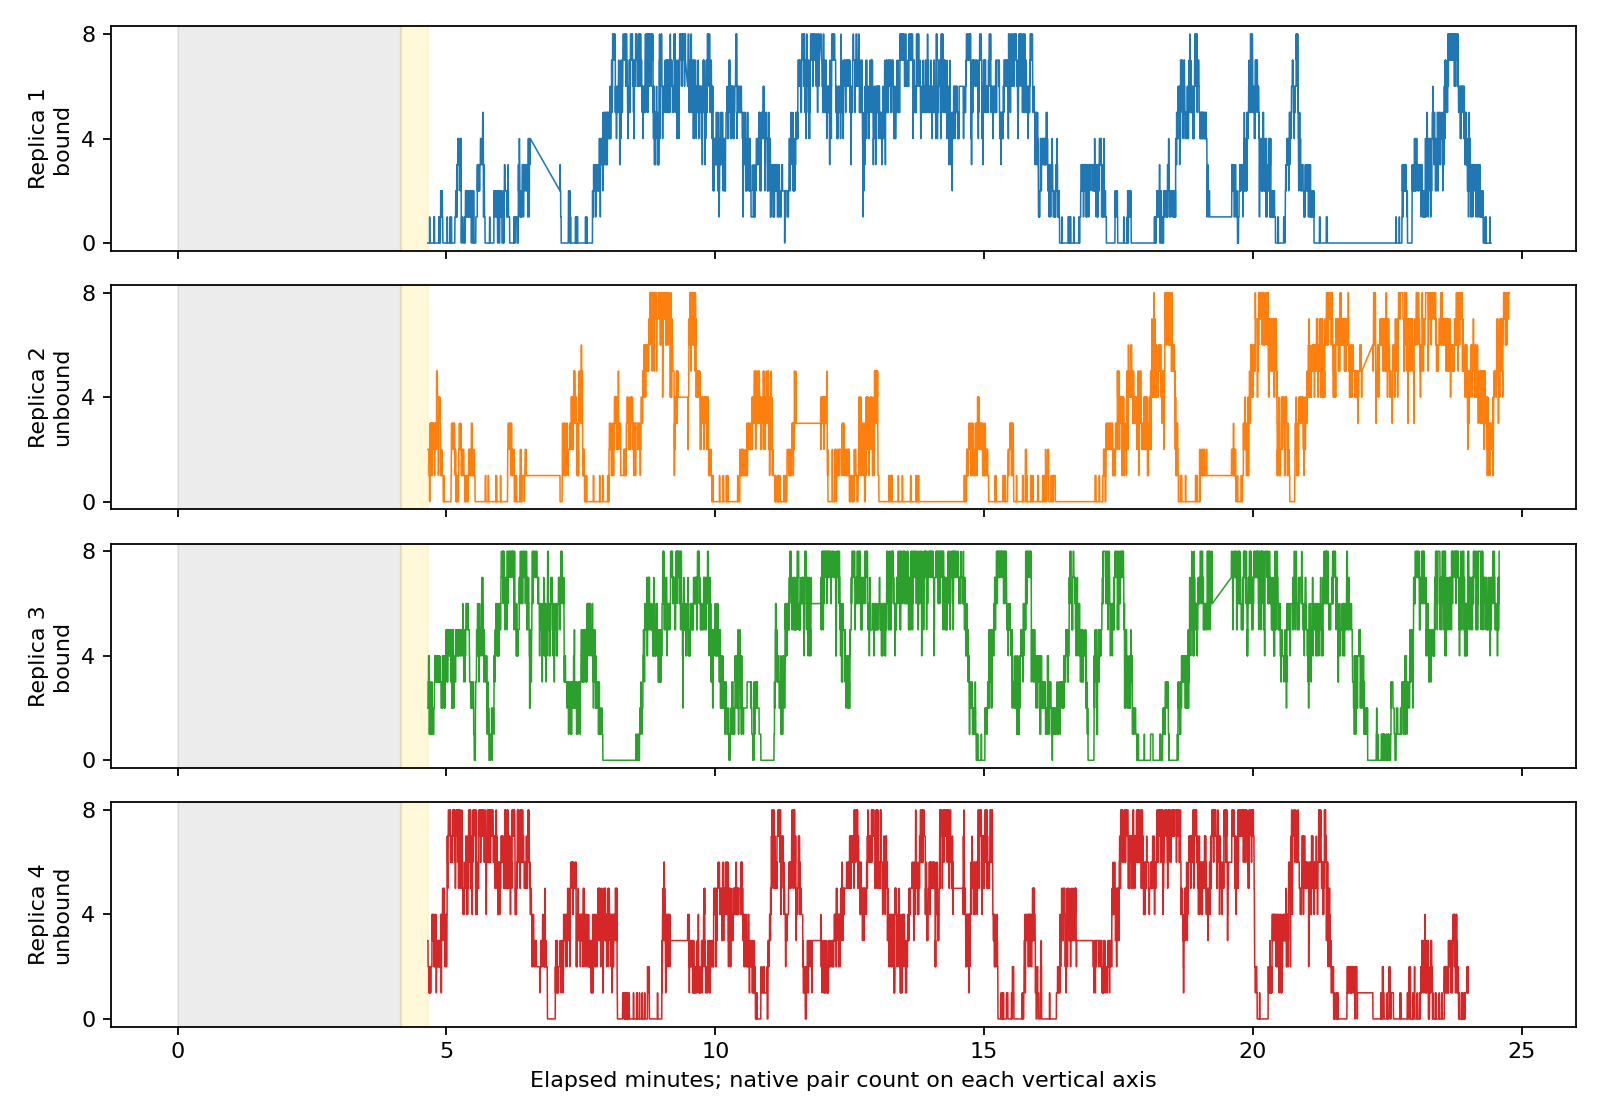 Replica 1
bound
8
4
0
Replica 2
unbound
8
4
0
Replica 3
bound
8
4
0
Replica 4
unbound
8
4
0
0 5 10 15 20 25
Elapsed minutes; native pair count on each vertical axis